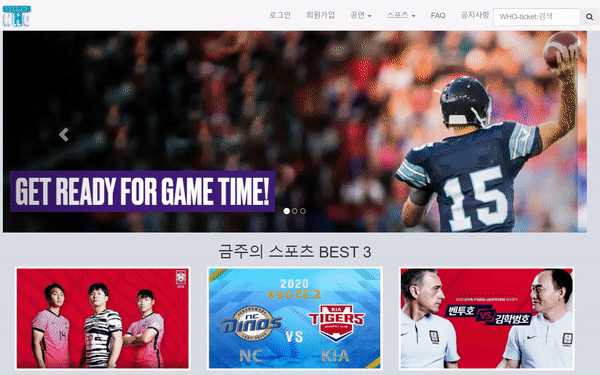 WHO
로그인 회원가입 공연 스포츠 FAQ 공지사항 WHO-ticket:검색
15
GET READY FOR GAME TIME!
금주의 스포츠 BEST 3
14
2020
KBO리그
NC
DINOS
VS
KIA
TIGERS
NC KIA
벤투호 VS 김학범호